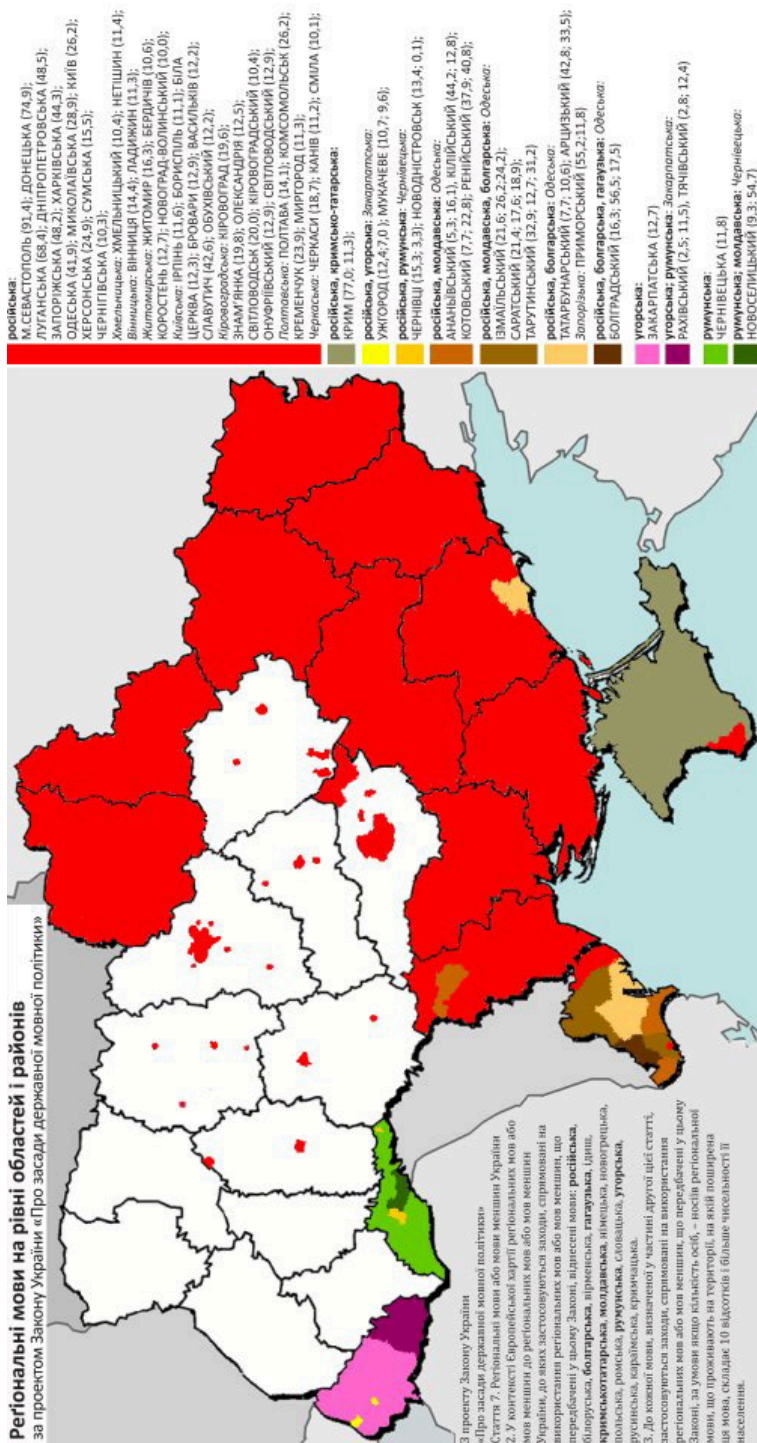 Регіональні мови на рівні областей і районів
за проектом Закону України «Про засади державної мовної політики»
З проекту Закону України
«Про засади державної мовної політики»
Стаття 7. Регіональні мови або мови меншин України
2. У контексті Європейської хартії регіональних мов або
мов меншин до регіональних мов або мов меншин
України, до яких застосовуються заходи, спрямовані на
використання регіональних мов або мов меншин, що
передбачені у цьому Законі, віднесені мови: російська,
білоруська, болгарська, вірменська, гагаузька, ідиш,
кримськотатарська, молдавська, німецька, новогрецька,
польська, ромська, румунська, словацька, угорська,
русинська, караїмська, кримчацька.
3. До кожної мови, визначеної у частині другої цієї статті,
застосовуються заходи, спрямовані на використання
регіональних мов або мов меншин, що передбачені у цьому
Законі, за умови якщо кількість осіб, – носіїв регіональної
мови, що проживають на території, на якій поширена
ця мова, складає 10 відсотків і більше чисельності її
населення.
російська:
М.СЕВАСТОПОЛЬ (91,4); ДОНЕЦЬКА (74,9);
ЛУГАНСЬКА (68,4); ДНІПРОПЕТРОВСЬКА (48,5);
ЗАПОРІЖСЬКА (48,2); ХАРКІВСЬКА (44,3);
ОДЕСЬКА (41,9); МИКОЛАЇВСЬКА (28,9); КИЇВ (26,2);
ХЕРСОНСЬКА (24,9); СУМСЬКА (15,5);
ЧЕРНІГІВСЬКА (10,3);
Хмельницька: ХМЕЛЬНИЦЬКИЙ (10,4); НЕТІШИН (11,4);
Вінницька: ВІННИЦЯ (14,4); ЛАДИЖИН (11,3);
Житомирська: ЖИТОМИР (16,3); БЕРДИЧІВ (10,6);
КОРОСТЕНЬ (12,7); НОВОГРАД-ВОЛИНСЬКИЙ (10,0);
Київська: ІРПІНЬ (11,6); БОРИСПІЛЬ (11,1); БІЛА
ЦЕРКВА (12,3); БРОВАРИ (12,9); ВАСИЛЬКІВ (12,2);
СЛАВУТИЧ (42,6); ОБУХІВСЬКИЙ (12,2);
Кіровоградська: КІРОВОГРАД (19,6);
ЗНАМ'ЯНКА (19,8); ОЛЕКСАНДРІЯ (12,5);
СВІТЛОВОДСЬК (20,0); КІРОВОГРАДСЬКИЙ (10,4);
ОНУФРІЇВСЬКИЙ (12,9); СВІТЛОВОДСЬКИЙ (12,9);
Полтавська: ПОЛТАВА (14,1); КОМСОМОЛЬСЬК (26,2);
КРЕМЕНЧУК (23,9); МИРГОРОД (11,3);
Черкаська: ЧЕРКАСИ (18,7); КАНІВ (11,2); СМІЛА (10,1);
російська, кримсько-татарська:
КРИМ (77,0; 11,3);
російська, угорська: Закарпатська:
УЖГОРОД (12,4;7,0 ); МУКАЧЕВЕ (10,7; 9,6);
російська, румунська: Чернівецька:
ЧЕРНІВЦІ (15,3; 3,3); НОВОДНІСТРОВСЬК (13,4; 0,1);
російська, молдавська: Одеська:
АНАНЬЇВСЬКИЙ (5,3; 16,1); КІЛІЙСЬКИЙ (44,2; 12,8);
КОТОВСЬКИЙ (7,7; 22,8); РЕНІЙСЬКИЙ (37,9; 40,8);
російська, молдавська, болгарська: Одеська:
ІЗМАЇЛЬСЬКИЙ (21,6; 26,2;24,2);
САРАТСЬКИЙ (21,4; 17,6; 18,9);
ТАРУТИНСЬКИЙ (32,9; 12,7; 31,2)
російська, болгарська: Одеська:
ТАТАРБУНАРСЬКИЙ (7,7; 10,6); АРЦИЗЬКИЙ (42,8; 33,5)
Запорізька: ПРИМОРСЬКИЙ (55,2;11,8)
російська, болгарська, гагаузька: Одеська:
БОЛГРАДСЬКИЙ (16,3; 56,5; 17,5)
угорська:
ЗАКАРПАТСЬКА (12,7)
угорська; румунська: Закарпатська:
РАХІВСЬКИЙ (2,5; 11,5), ТЯЧІВСЬКИЙ (2,8; 12,4)
румунська:
ЧЕРНІВЕЦЬКА (11,8)
румунська; молдавська: Чернівецька:
НОВОСЕЛИЦЬКИЙ (9,3; 54,7)